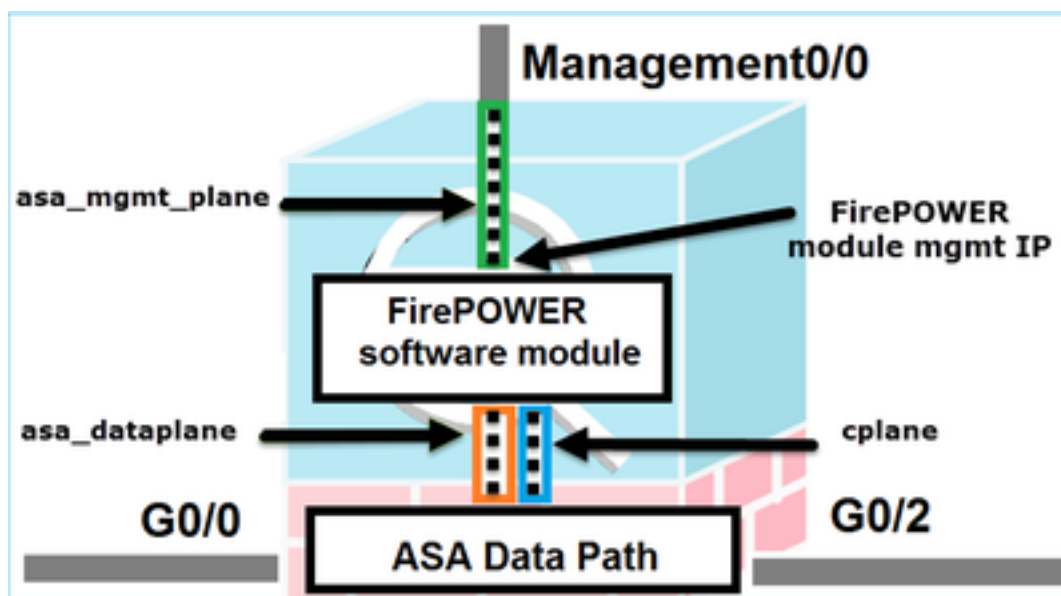 Management0/0
asa_mgmt_plane
FirePOWER
module mgmt IP
FirePOWER
software module
asa_dataplane
cplane
G0/0
G0/2
ASA Data Path